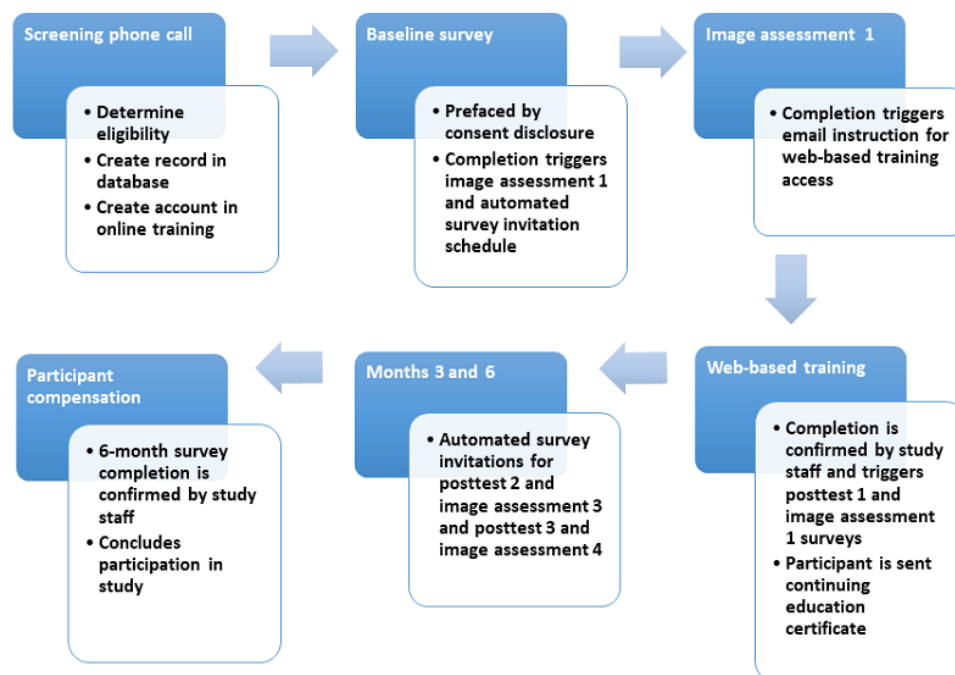 Screening phone call
• Determine
eligibility
• Create record in
database
• Create account in
online training
Baseline survey
• Prefaced by
consent disclosure
• Completion triggers
image assessment 1
and automated
survey invitation
schedule
Image assessment 1
• Completion triggers
email instruction for
web-based training
access
Web-based training
• Completion is
confirmed by study
staff and triggers
posttest 1 and
image assessment
1 surveys
• Participant is sent
continuing
education
certificate
Months 3 and 6
• Automated survey
invitations for
posttest 2 and
image assessment 3
and posttest 3 and
image assessment 4
Participant
compensation
• 6-month survey
completion is
confirmed by study
staff
• Concludes
participation in
study